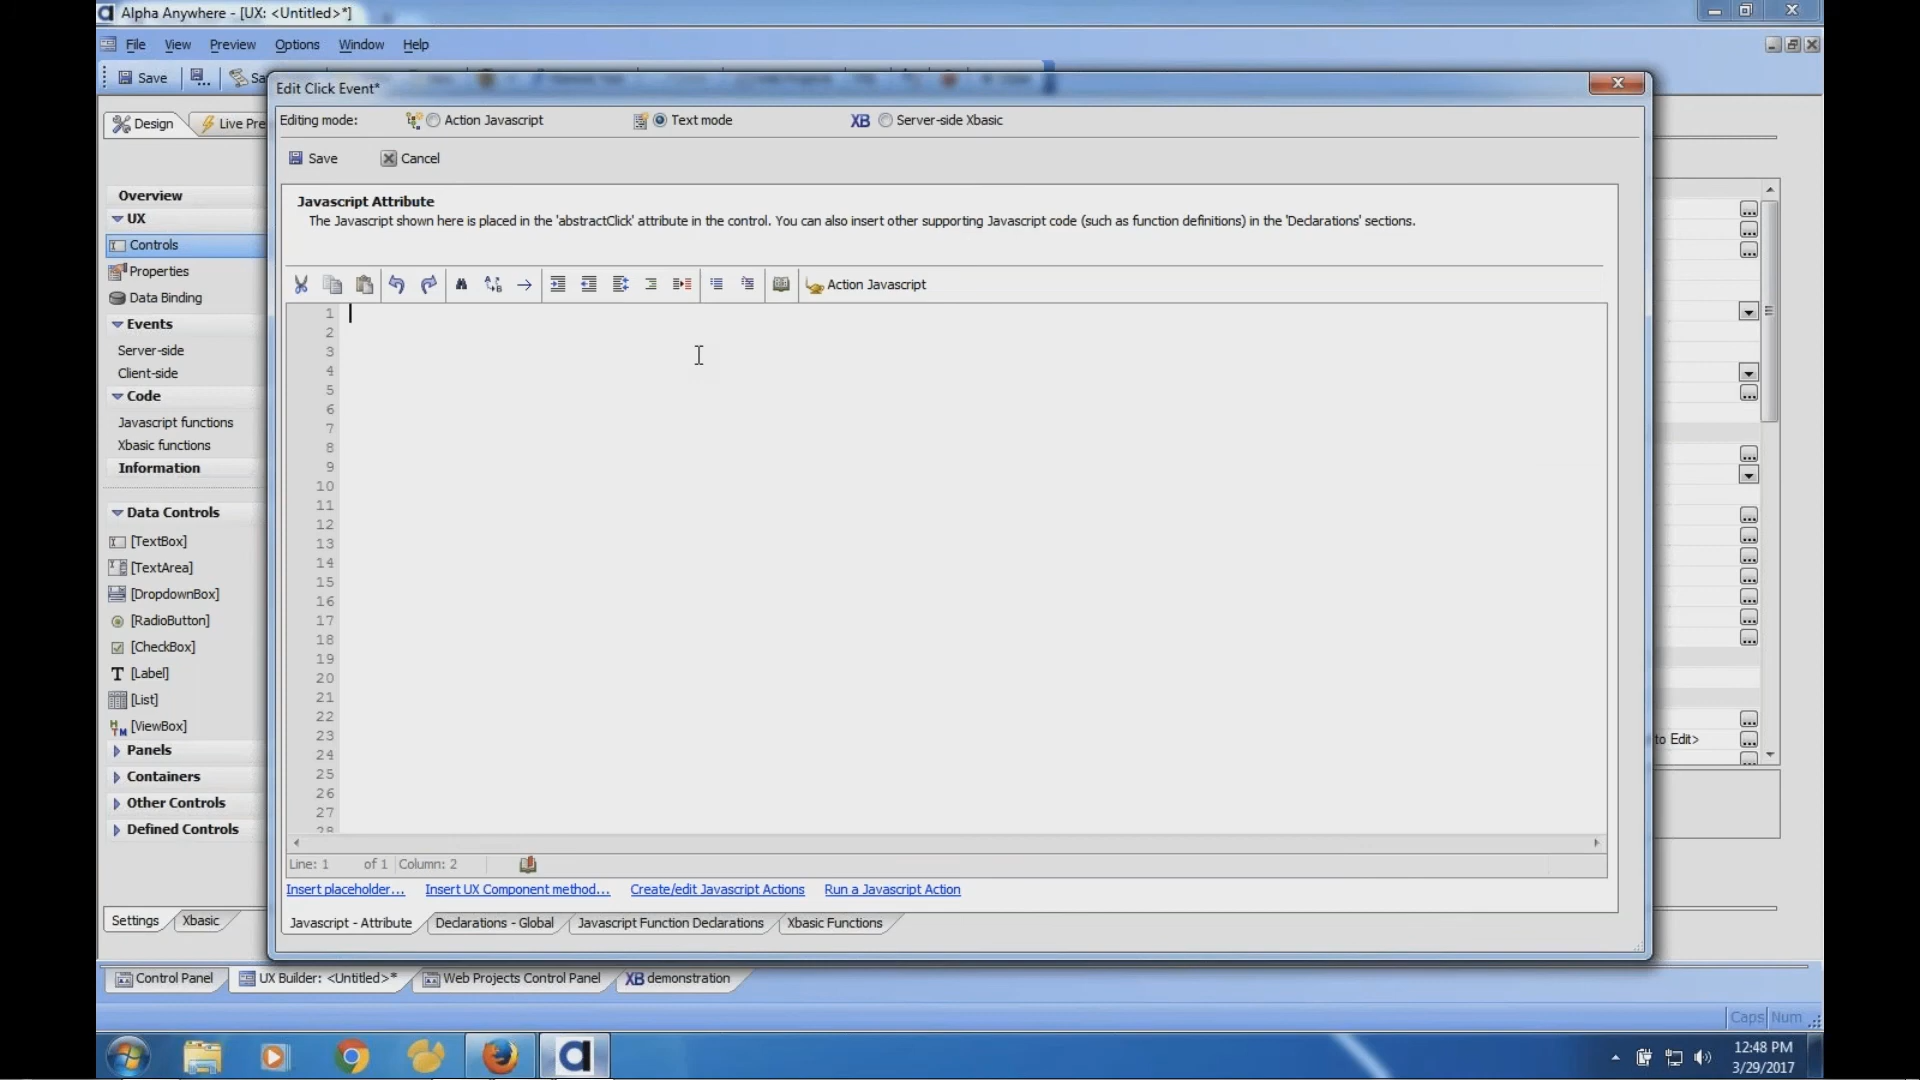 Alpha Anywhere - [UX: <Untitled>*]
File View Preview Options Window Help
Save
Edit Click Event*
Design Live Pre
Editing mode: Action Javascript Text mode XB Server-side Xbasic
Save Cancel
Javascript Attribute
The Javascript shown here is placed in the 'abstractClick' attribute in the control. You can also insert other supporting Javascript code (such as function definitions) in the 'Declarations' sections.
Action Javascript
Overview
UX
Controls
Properties
Data Binding
Events
Server-side
Client-side
Code
Javascript functions
Xbasic functions
Information
Data Controls
[TextBox]
[TextArea]
[DropdownBox]
[RadioButton]
[CheckBox]
T [Label]
[List]
[ViewBox]
Panels
Containers
Other Controls
Defined Controls
1
2
3
4
5
6
7
8
9
10
11
12
13
14
15
16
17
18
19
20
21
22
23
24
25
26
27
28
to Edit>
Line: 1 of 1 Column: 2
Insert placeholder... Insert UX Component method... Create/edit Javascript Actions Run a Javascript Action
Javascript - Attribute Declarations - Global Javascript Function Declarations Xbasic Functions
Settings Xbasic
Control Panel UX Builder: <Untitled>* Web Projects Control Panel XB demonstration
Caps Num
12:48 PM
3/29/2017